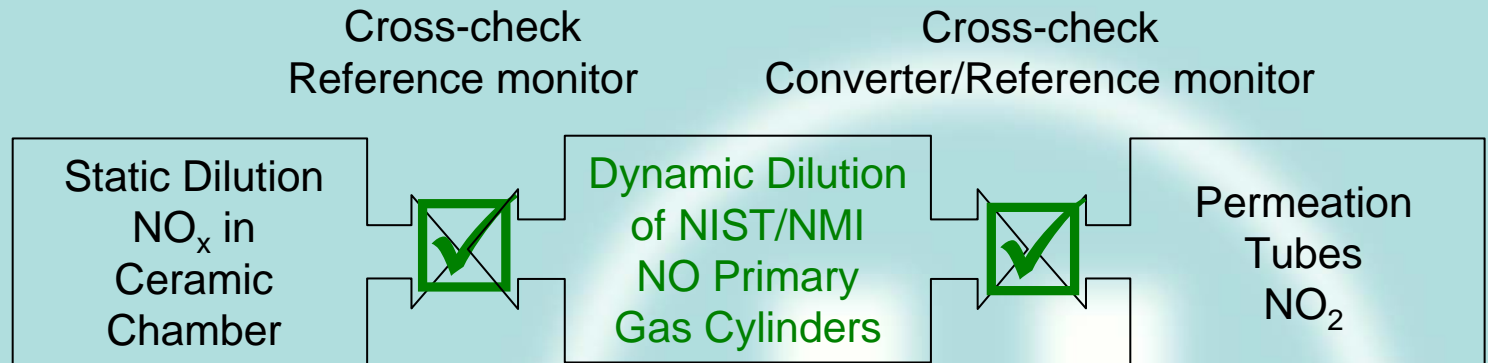 Cross-check
Reference monitor
Cross-check
Converter/Reference monitor
Static Dilution
NOx in
Ceramic
Chamber
Dynamic Dilution
of NIST/NMI
NO Primary
Gas Cylinders
Permeation
Tubes
NO2